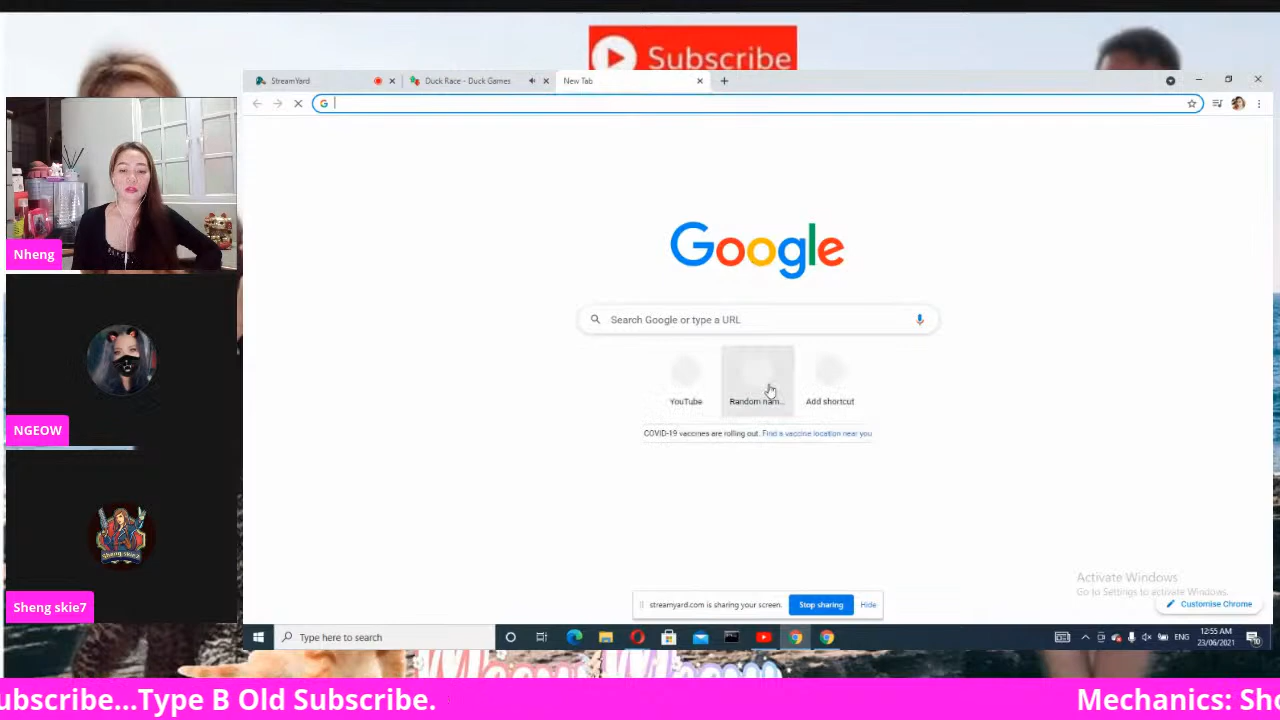 Subscribe
StreamYard
Duck Race - Duck Games
New Tab
Nheng
NGEOW
Sheng skie7
Google
Search Google or type a URL
YouTube
Random nam...
Add shortcut
COVID-19 vaccines are rolling out. Find a vaccine location near you
Activate Windows
Go to Settings to activate Windows.
Customise Chrome
streamyard.com is sharing your screen.
Stop sharing
Hide
Type here to search
ENG
12:55 AM
23/06/2021
ubscribe...Type B Old Subscribe.
Mechanics: Sho